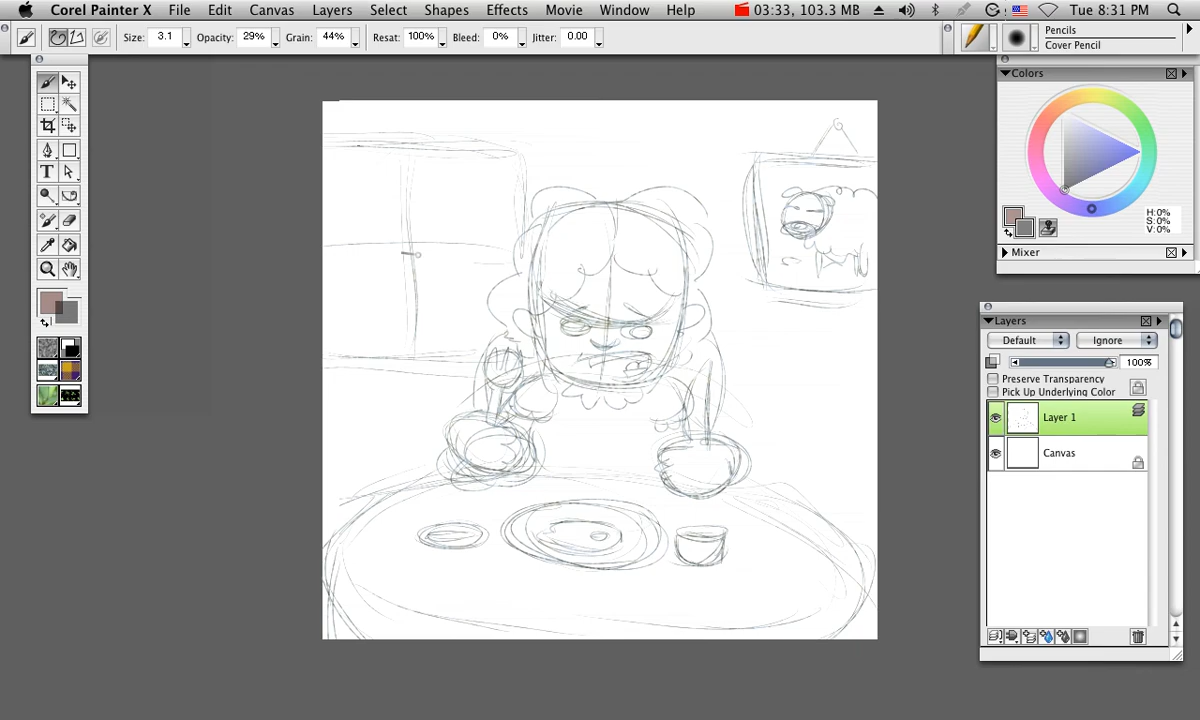 Corel Painter X File Edit Canvas Layers Select Shapes Effects Movie Window Help 03:33, 103.3 MB Tue 8:31 PM
Size: 3.1 Opacity: 29% Grain: 44% Resat: 100% Bleed: 0% Jitter: 0.00
Pencils
Cover Pencil
Colors
H:0%
S:0%
V:0%
Mixer
Layers
Default Ignore
100%
Preserve Transparency
Pick Up Underlying Color
Layer 1
Canvas
T